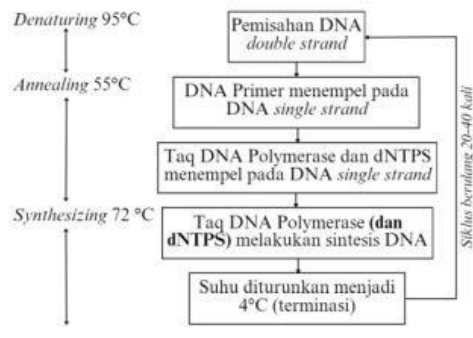 Denaturing 95°C
Pemisahan DNA
double strand
Annealing 55°C
DNA Primer menempel pada
DNA single strand
Taq DNA Polymerase dan dNTPS
menempel pada DNA single strand
Synthesizing 72 °C
Taq DNA Polymerase (dan
dNTPS) melakukan sintesis DNA
Suhu diturunkan menjadi
4°C (terminasi)
Siklus berulang 20-40 kali